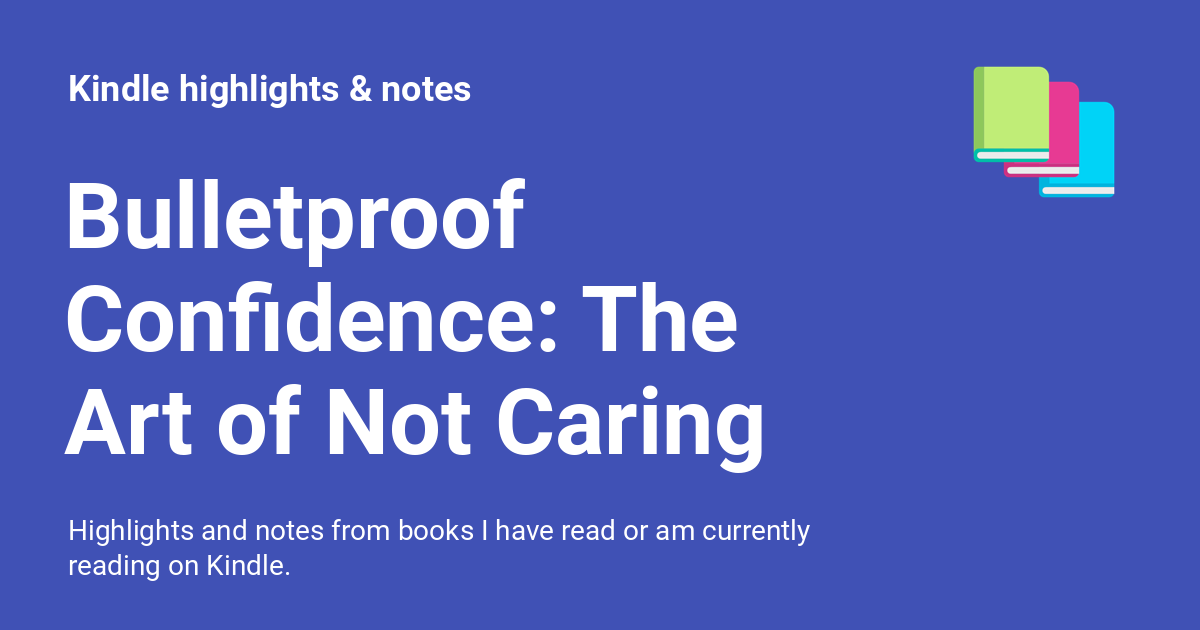 Kindle highlights & notes
Bulletproof
Confidence: The
Art of Not Caring
Highlights and notes from books I have read or am currently
reading on Kindle.